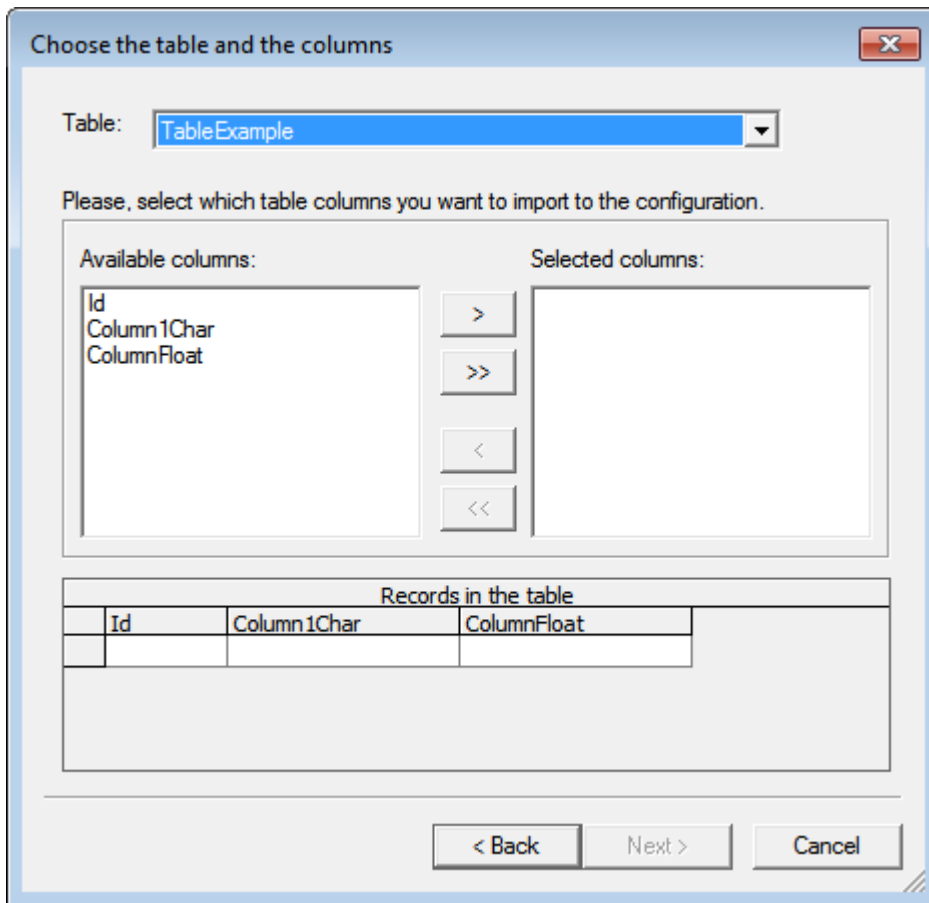 Choose the table and the columns
Table: TableExample
Please, select which table columns you want to import to the configuration.
Available columns: Selected columns:
Id
Column1Char
ColumnFloat
>
>>
<
<<
Records in the table
Id Column1Char ColumnFloat
< Back Next > Cancel